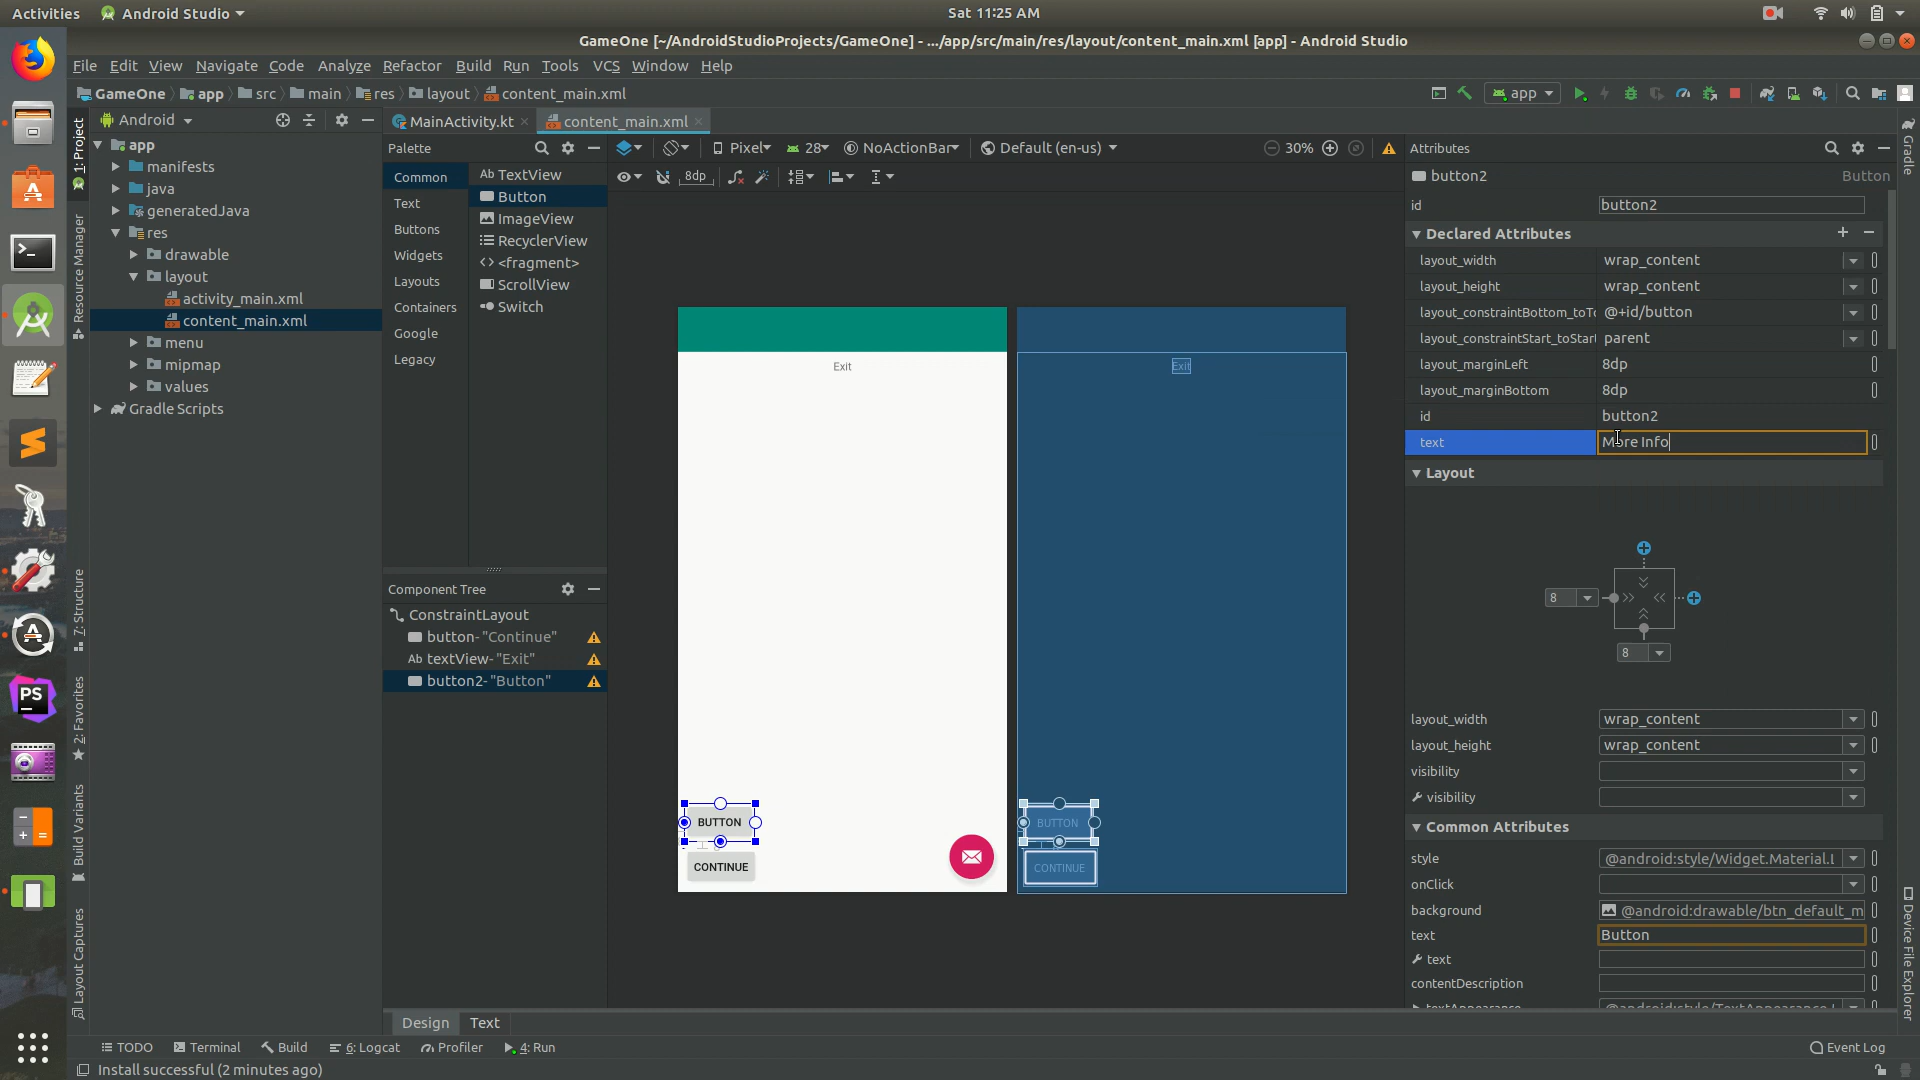 Activities
Android Studio
Sat 11:25 AM
GameOne [~/AndroidStudioProjects/GameOne] - .../app/src/main/res/layout/content_main.xml [app] - Android Studio
File Edit View Navigate Code Analyze Refactor Build Run Tools VCS Window Help
GameOne app src main res layout content_main.xml
app
1: Project
Resource Manager
7: Structure
2: Favorites
Build Variants
Layout Captures
Android
app
manifests
java
generatedJava
res
drawable
layout
activity_main.xml
content_main.xml
menu
mipmap
values
Gradle Scripts
MainActivity.kt
content_main.xml
Palette
Common
Text
Buttons
Widgets
Layouts
Containers
Google
Legacy
Ab TextView
Button
ImageView
RecyclerView
<> <fragment>
ScrollView
Switch
Component Tree
ConstraintLayout
button- "Continue"
Ab textView- "Exit"
button2- "Button"
Pixel 28 NoActionBar Default (en-us) 30%
8dp
Exit
BUTTON
CONTINUE
Exit
BUTTON
CONTINUE
Design Text
Attributes
button2 Button
id button2
Declared Attributes
layout_width wrap_content
layout_height wrap_content
layout_constraintBottom_toTo @+id/button
layout_constraintStart_toStart parent
layout_marginLeft 8dp
layout_marginBottom 8dp
id button2
text More Info
Layout
8
8
layout_width wrap_content
layout_height wrap_content
visibility
visibility
Common Attributes
style @android:style/Widget.Material.L
onClick
background @android:drawable/btn_default_m
text Button
text
contentDescription
Gradle
Device File Explorer
TODO Terminal Build 6: Logcat Profiler 4: Run
Event Log
Install successful (2 minutes ago)
PS